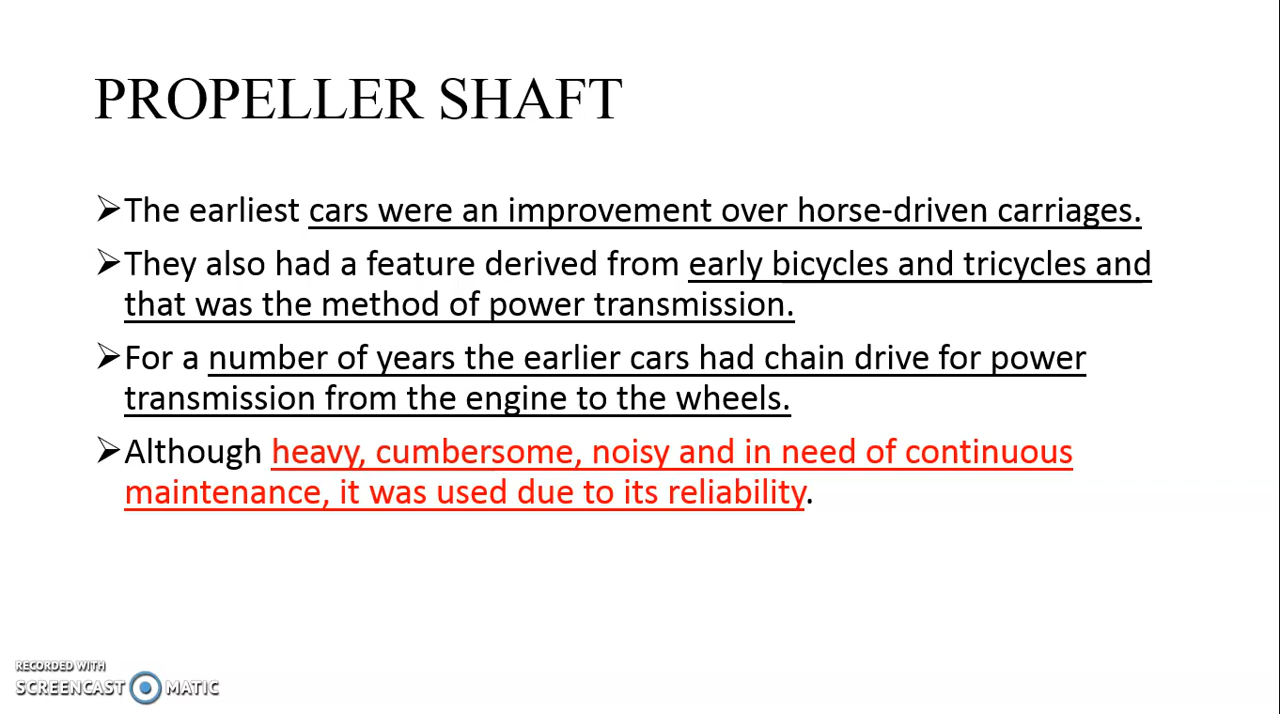 PROPELLER SHAFT
➢The earliest cars were an improvement over horse-driven carriages.
➢They also had a feature derived from early bicycles and tricycles and
that was the method of power transmission.
➢For a number of years the earlier cars had chain drive for power
transmission from the engine to the wheels.
➢Although heavy, cumbersome, noisy and in need of continuous
maintenance, it was used due to its reliability.
RECORDED WITH
SCREENCAST MATIC